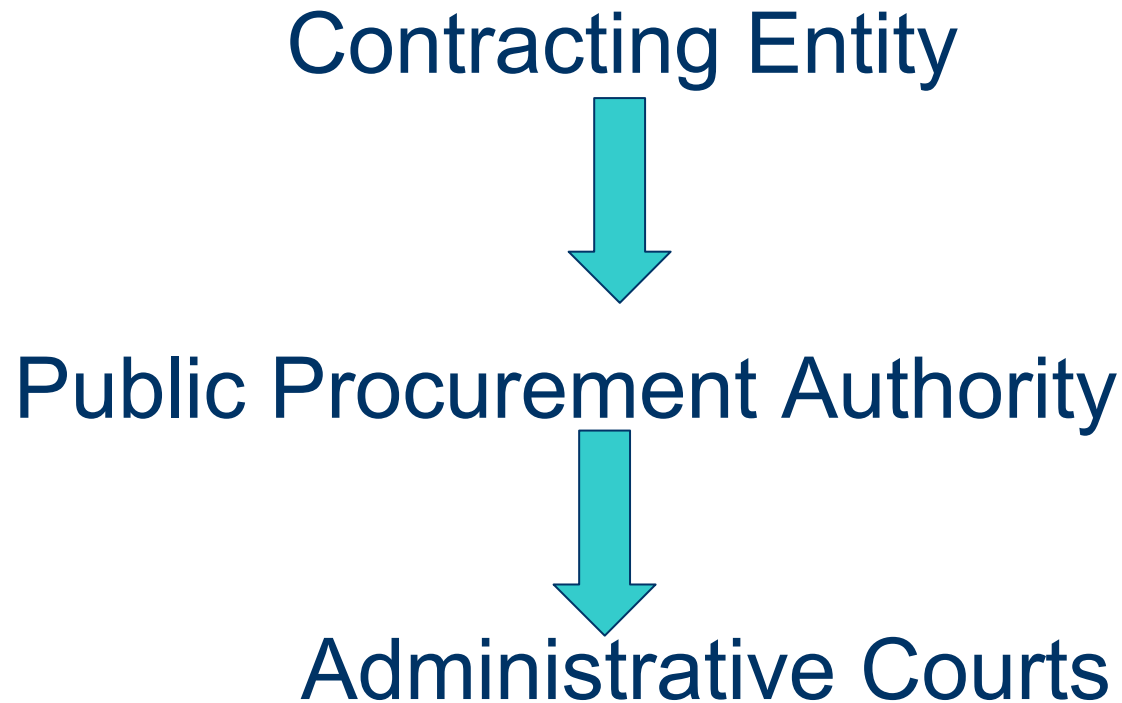 Contracting Entity
Public Procurement Authority
Administrative Courts